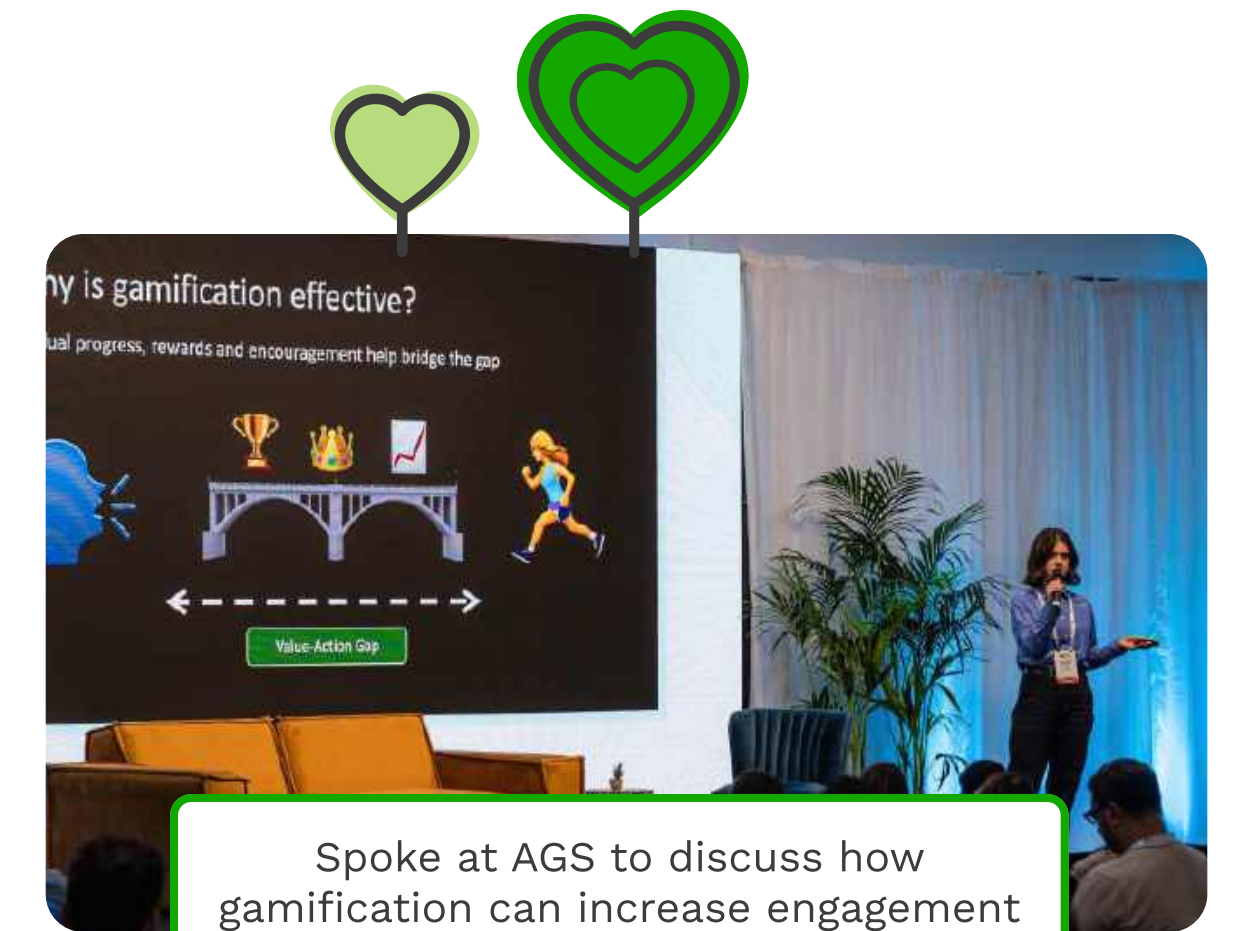 hy is gamification effective?
ual progress, rewards and encouragement help bridge the gap
Value-Action Gap
Spoke at AGS to discuss how
gamification can increase engagement